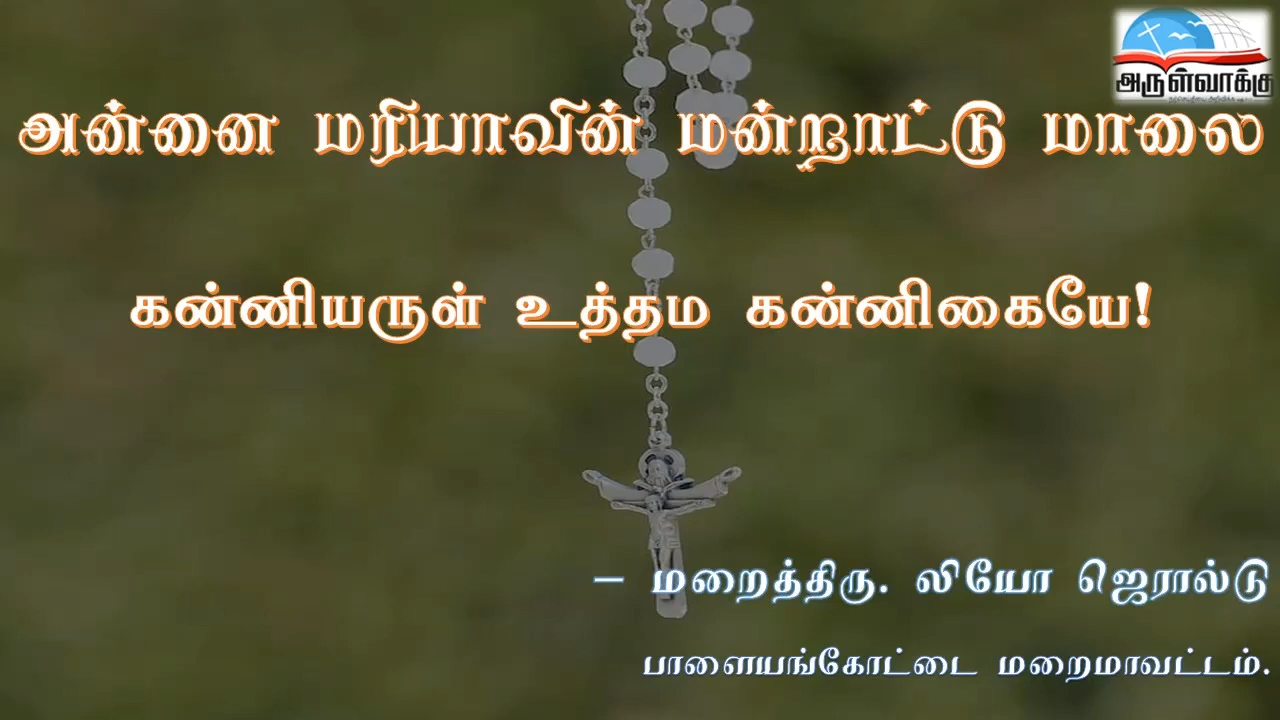 அருள்வாக்கு
அன்னை மரியாவின் மன்றாட்டு மாலை
கன்னியருள் உத்தம கன்னிகையே!
– மறைத்திரு. லியோ ஜெரால்டு
பாளையங்கோட்டை மறைமாவட்டம்.